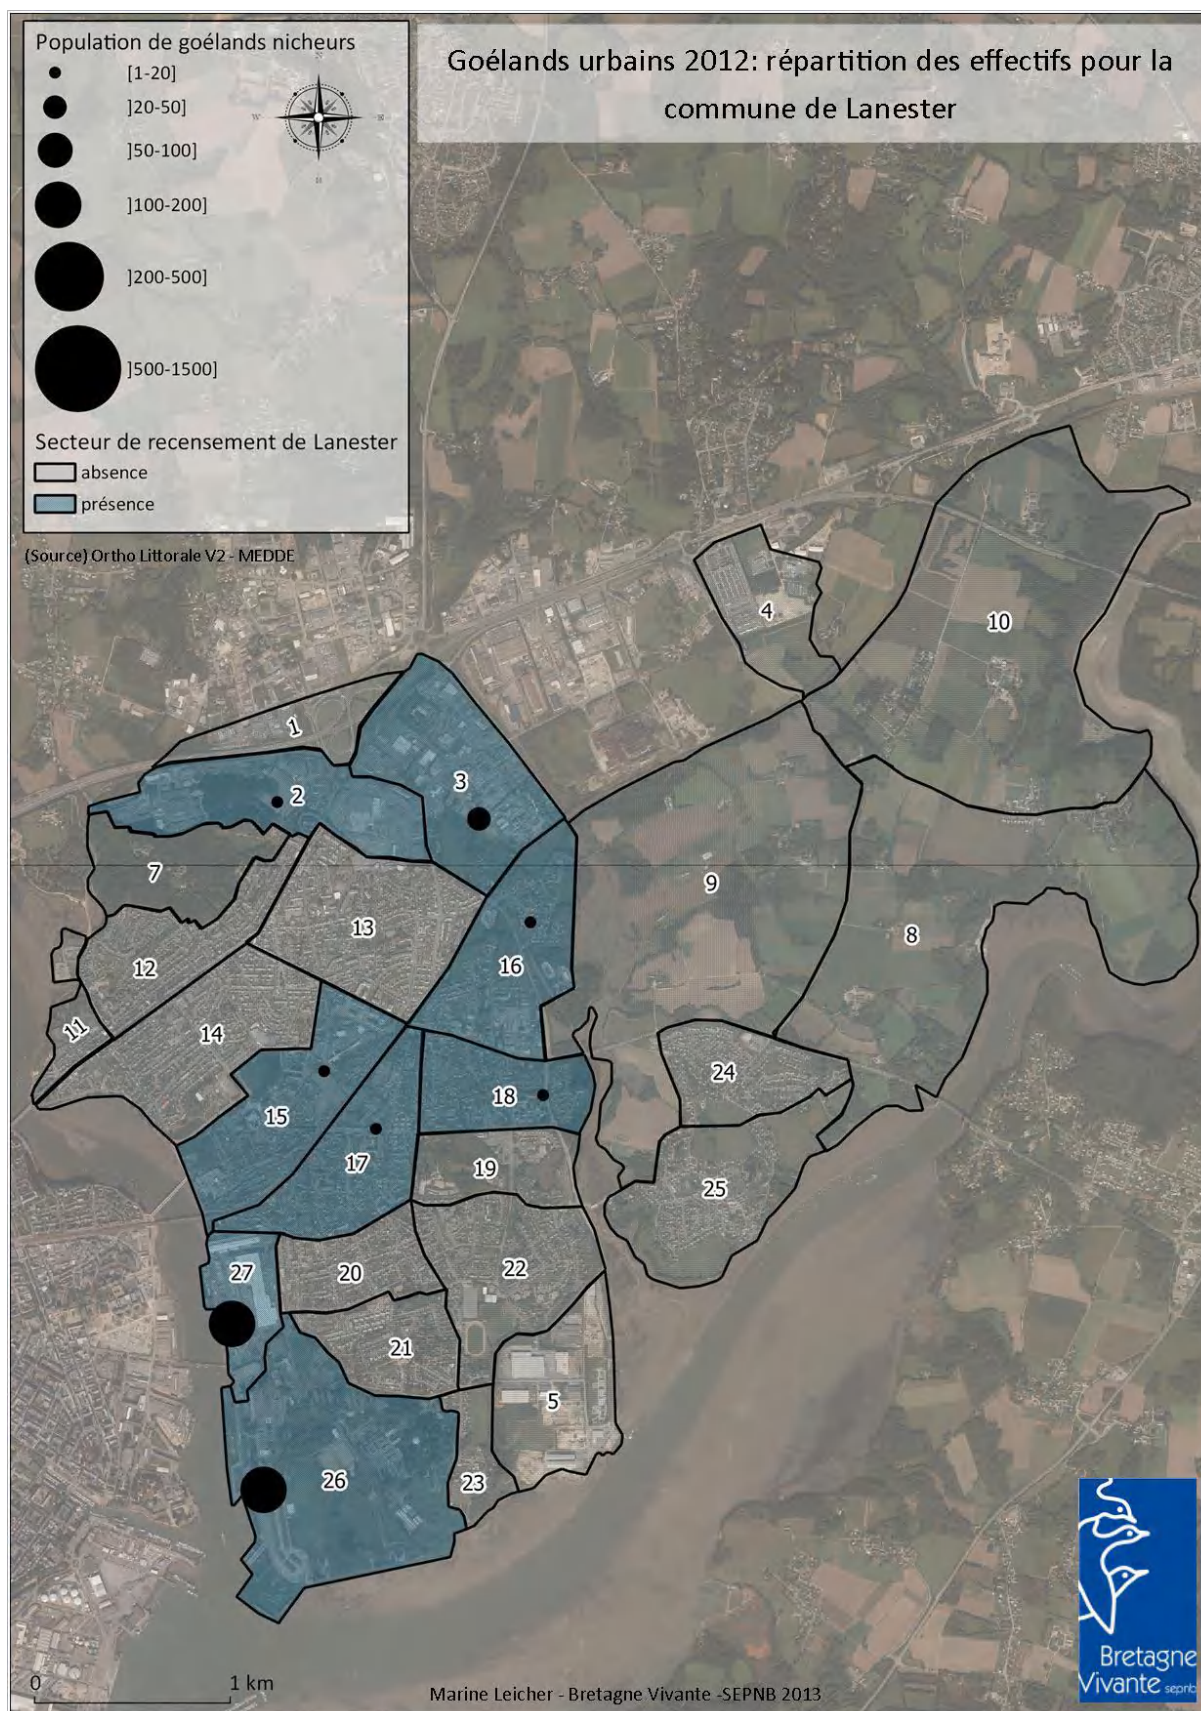 Goélands urbains 2012: répartition des effectifs pour la
commune de Lanester
Population de goélands nicheurs
[1-20]
]20-50]
]50-100]
]100-200]
]200-500]
]500-1500]
Secteur de recensement de Lanester
absence
présence
(Source) Ortho Littorale V2 - MEDDE
4
10
1
3
2
7
9
13
8
16
12
11
14
24
18
15
17
19
25
22
27
20
21
5
26
23
0 1 km
Marine Leicher - Bretagne Vivante -SEPNB 2013
Bretagne
Vivante sepnb